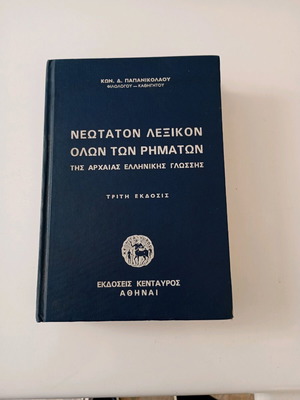 ΚΩΝ. Δ. ΠΑΠΑΝΙΚΟΛΑΟΥ
ΦΙΛΟΛΟΓΟΥ — ΚΑΘΗΓΗΤΟΥ
ΝΕΩΤΑΤΟΝ ΛΕΞΙΚΟΝ
ΟΛΩΝ ΤΩΝ ΡΗΜΑΤΩΝ
ΤΗΣ ΑΡΧΑΙΑΣ ΕΛΛΗΝΙΚΗΣ ΓΛΩΣΣΗΣ
ΤΡΙΤΗ ΕΚΔΟΣΙΣ
ΕΚΔΟΣΕΙΣ ΚΕΝΤΑΥΡΟΣ
ΑΘΗΝΑΙ